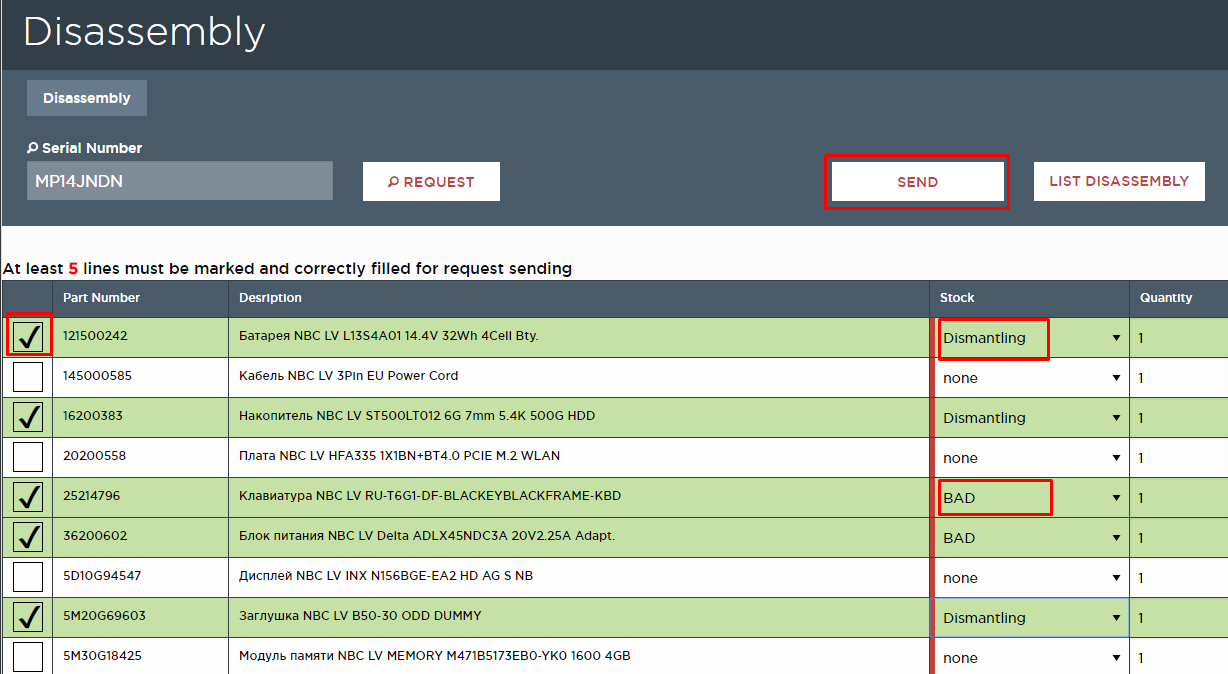 Disassembly
Disassembly
Serial Number
MP14JNDN
REQUEST
SEND
LIST DISASSEMBLY
At least 5 lines must be marked and correctly filled for request sending
Part Number Desription Stock Quantity
121500242 Батарея NBC LV L13S4A01 14.4V 32Wh 4Cell Bty. Dismantling 1
145000585 Кабель NBC LV 3Pin EU Power Cord none 1
16200383 Накопитель NBC LV ST500LT012 6G 7mm 5.4K 500G HDD Dismantling 1
20200558 Плата NBC LV HFA335 1X1BN+BT4.0 PCIE M.2 WLAN none 1
25214796 Клавиатура NBC LV RU-T6G1-DF-BLACKEYBLACKFRAME-KBD BAD 1
36200602 Блок питания NBC LV Delta ADLX45NDC3A 20V2.25A Adapt. BAD 1
5D10G94547 Дисплей NBC LV INX N156BGE-EA2 HD AG S NB none 1
5M20G69603 Заглушка NBC LV B50-30 ODD DUMMY Dismantling 1
5M30G18425 Модуль памяти NBC LV MEMORY M471B5173EB0-YK0 1600 4GB none 1